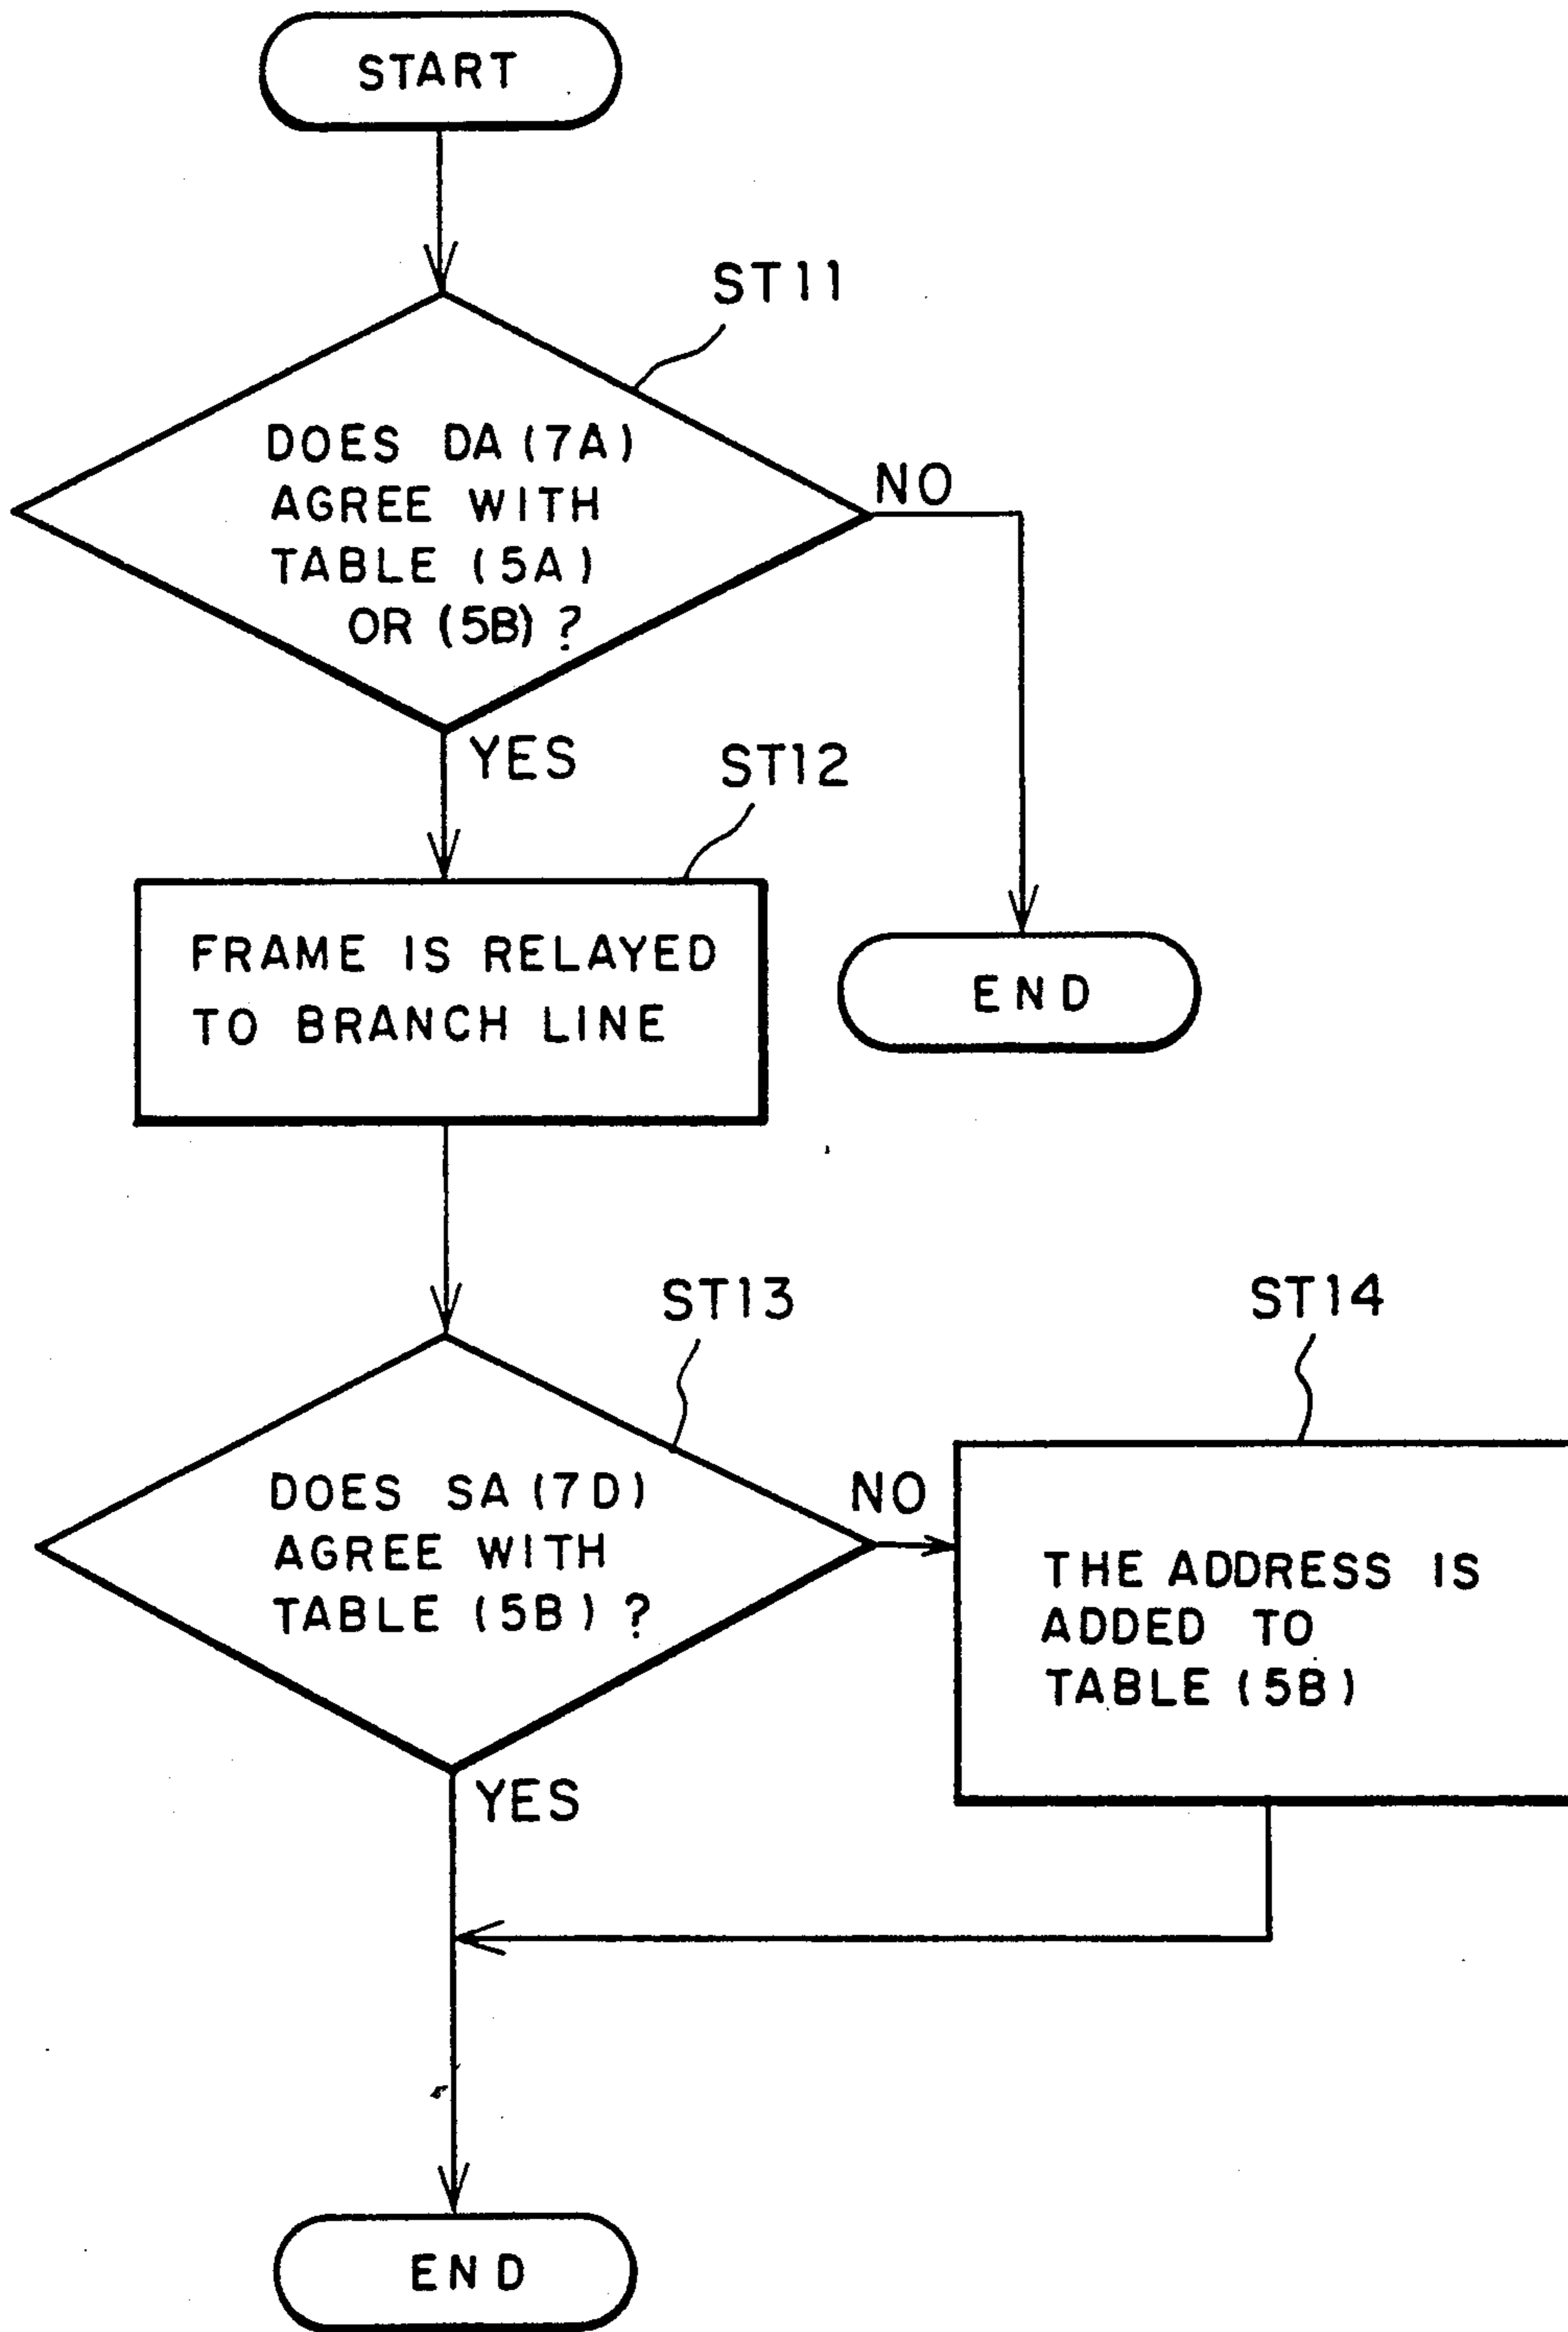 START
ST11
DOES DA (7A)
AGREE WITH
TABLE (5A)
OR (5B) ?
NO
YES
ST12
FRAME IS RELAYED
TO BRANCH LINE
END
ST13
ST14
DOES SA (7D)
AGREE WITH
TABLE (5B) ?
NO
THE ADDRESS IS
ADDED TO
TABLE (5B)
YES
END